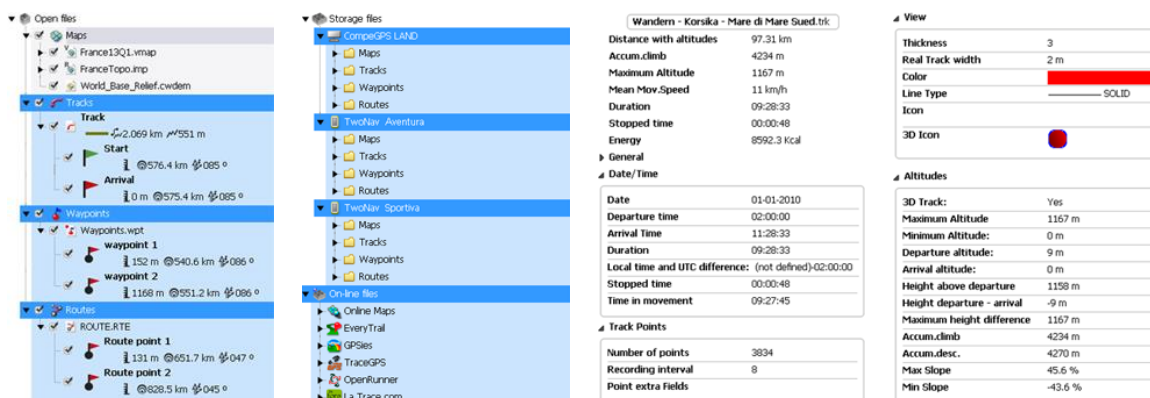 Open files
Maps
France13Q1.vmap
FranceTopo.imp
World_Base_Relief.cwdem
Tracks
Track
2.069 km 551 m
Start
576.4 km 085 º
Arrival
0 m 575.4 km 085 º
Waypoints
Waypoints.wpt
waypoint 1
152 m 540.6 km 086 º
waypoint 2
1168 m 551.2 km 086 º
Routes
ROUTE.RTE
Route point 1
131 m 651.7 km 047 º
Route point 2
828.5 km 045 º
Storage files
CompeGPS LAND
Maps
Tracks
Waypoints
Routes
TwoNav Aventura
Maps
Tracks
Waypoints
Routes
TwoNav Sportiva
Maps
Tracks
Waypoints
Routes
On-line files
Online Maps
EveryTrail
GPSies
TraceGPS
OpenRunner
La Trace.com
Wandern - Korsika - Mare di Mare Sued.trk
Distance with altitudes 97.31 km
Accum.climb 4234 m
Maximum Altitude 1167 m
Mean Mov.Speed 11 km/h
Duration 09:28:33
Stopped time 00:00:48
Energy 8592.3 Kcal
General
Date/Time
Date 01-01-2010
Departure time 02:00:00
Arrival Time 11:28:33
Duration 09:28:33
Local time and UTC difference: (not defined)-02:00:00
Stopped time 00:00:48
Time in movement 09:27:45
Track Points
Number of points 3834
Recording interval 8
Point extra Fields
View
Thickness 3
Real Track width 2 m
Color
Line Type SOLID
Icon
3D Icon
Altitudes
3D Track: Yes
Maximum Altitude 1167 m
Minimum Altitude: 0 m
Departure altitude: 9 m
Arrival altitude: 0 m
Height above departure 1158 m
Height departure - arrival -9 m
Maximum height difference 1167 m
Accum.climb 4234 m
Accum.desc. 4270 m
Max Slope 45.6 %
Min Slope -43.6 %